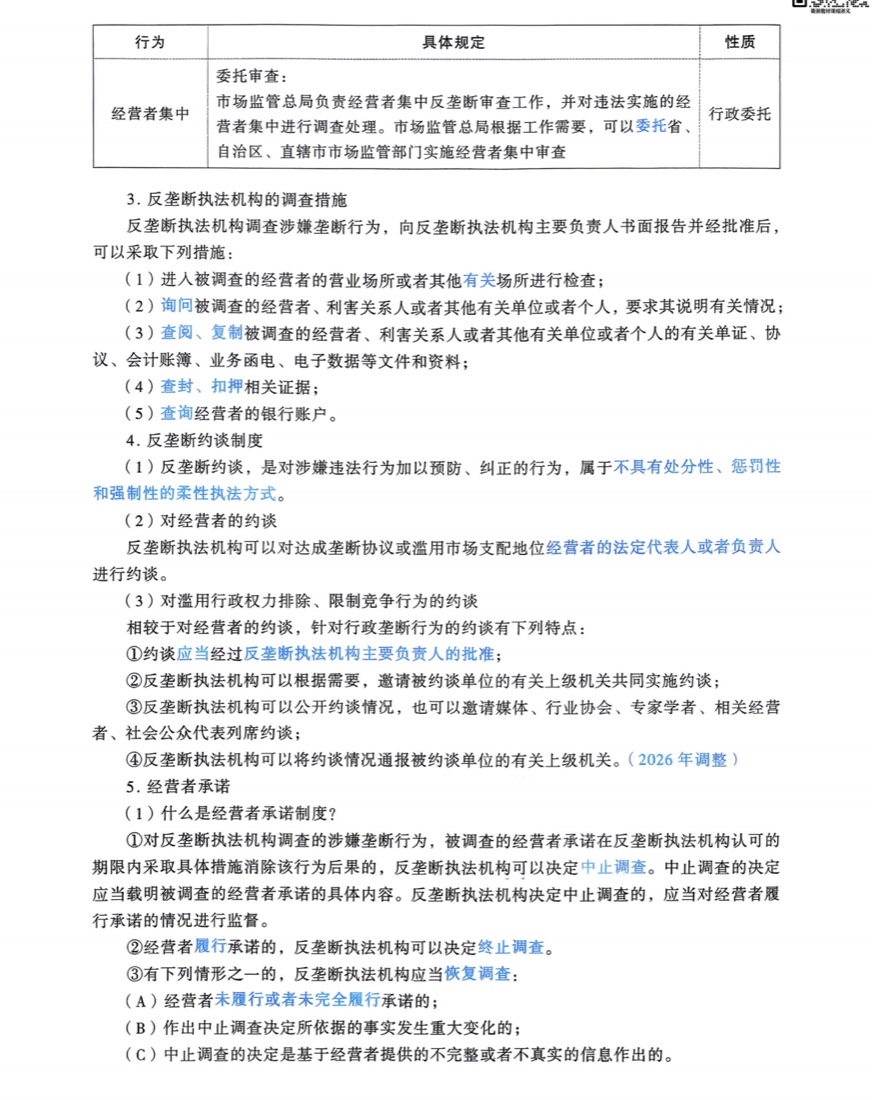 行为 具体规定 性质
经营者集中
委托审查：
市场监管总局负责经营者集中反垄断审查工作，并对违法实施的经
营者集中进行调查处理。市场监管总局根据工作需要，可以委托省、
自治区、直辖市市场监管部门实施经营者集中审查
行政委托
3. 反垄断执法机构的调查措施
反垄断执法机构调查涉嫌垄断行为，向反垄断执法机构主要负责人书面报告并经批准后，
可以采取下列措施：
（1）进入被调查的经营者的营业场所或者其他有关场所进行检查；
（2）询问被调查的经营者、利害关系人或者其他有关单位或者个人，要求其说明有关情况；
（3）查阅、复制被调查的经营者、利害关系人或者其他有关单位或者个人的有关单证、协
议、会计账簿、业务函电、电子数据等文件和资料；
（4）查封、扣押相关证据；
（5）查询经营者的银行账户。
4. 反垄断约谈制度
（1）反垄断约谈，是对涉嫌违法行为加以预防、纠正的行为，属于不具有处分性、惩罚性
和强制性的柔性执法方式。
（2）对经营者的约谈
反垄断执法机构可以对达成垄断协议或滥用市场支配地位经营者的法定代表人或者负责人
进行约谈。
（3）对滥用行政权力排除、限制竞争行为的约谈
相较于对经营者的约谈，针对行政垄断行为的约谈有下列特点：
①约谈应当经过反垄断执法机构主要负责人的批准；
②反垄断执法机构可以根据需要，邀请被约谈单位的有关上级机关共同实施约谈；
③反垄断执法机构可以公开约谈情况，也可以邀请媒体、行业协会、专家学者、相关经营
者、社会公众代表列席约谈；
④反垄断执法机构可以将约谈情况通报被约谈单位的有关上级机关。（2026 年调整）
5. 经营者承诺
（1）什么是经营者承诺制度？
①对反垄断执法机构调查的涉嫌垄断行为，被调查的经营者承诺在反垄断执法机构认可的
期限内采取具体措施消除该行为后果的，反垄断执法机构可以决定中止调查。中止调查的决定
应当载明被调查的经营者承诺的具体内容。反垄断执法机构决定中止调查的，应当对经营者履
行承诺的情况进行监督。
②经营者履行承诺的，反垄断执法机构可以决定终止调查。
③有下列情形之一的，反垄断执法机构应当恢复调查：
（A）经营者未履行或者未完全履行承诺的；
（B）作出中止调查决定所依据的事实发生重大变化的；
（C）中止调查的决定是基于经营者提供的不完整或者不真实的信息作出的。